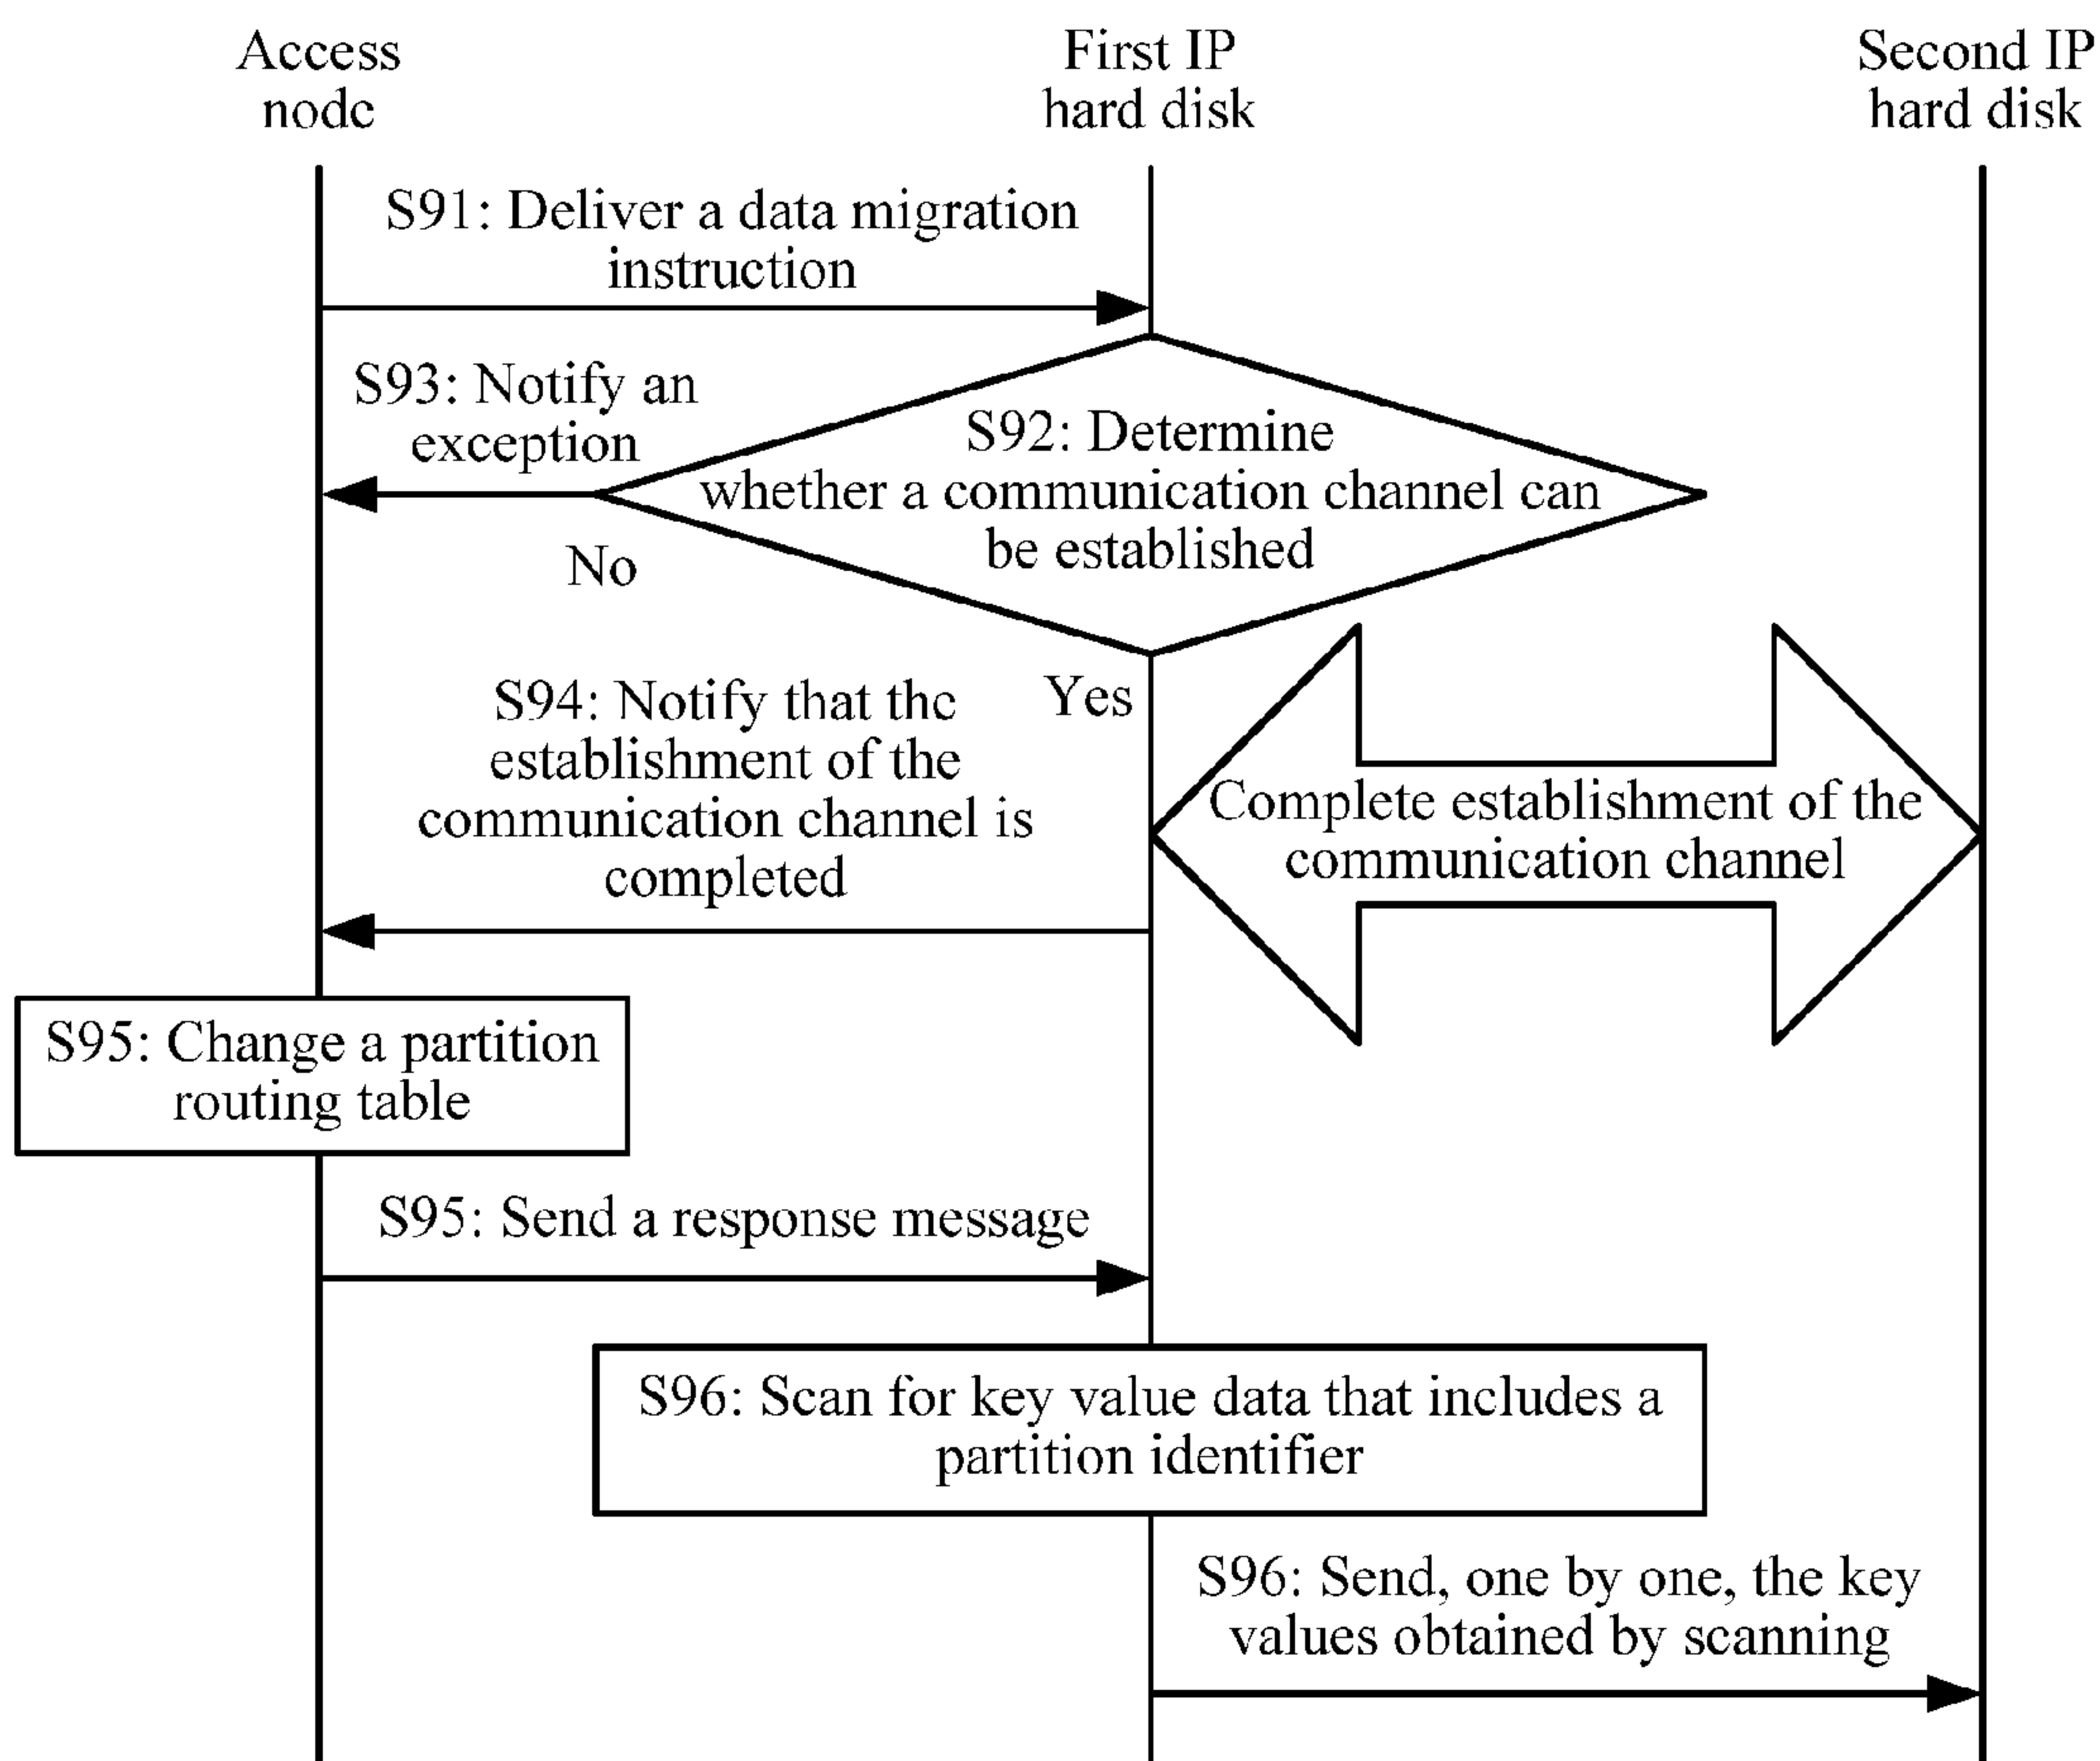 Access
node
First IP
hard disk
Second IP
hard disk
S91: Deliver a data migration
instruction
S93: Notify an
exception
S92: Determine
whether a communication channel can
be established
No
Yes
S94: Notify that the
establishment of the
communication channel is
completed
Complete establishment of the
communication channel
S95: Change a partition
routing table
S95: Send a response message
S96: Scan for key value data that includes a
partition identifier
S96: Send, one by one, the key
values obtained by scanning